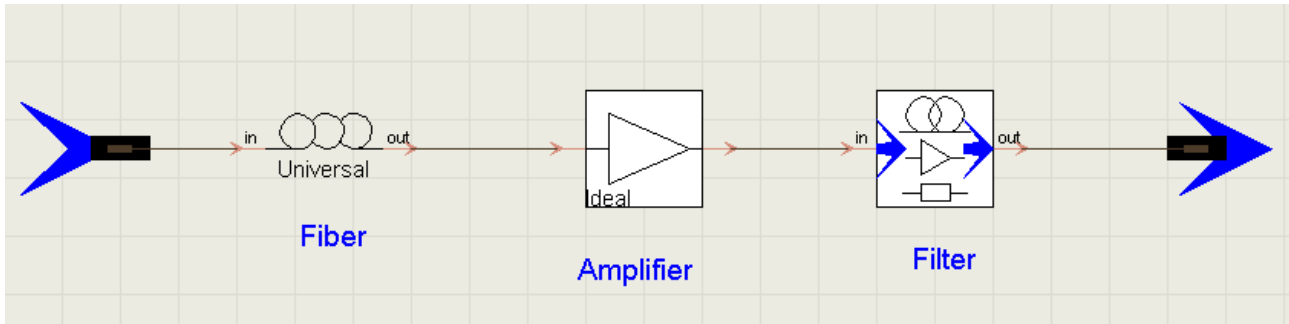 in
out
Universal
Fiber
Ideal
Amplifier
in
out
Filter